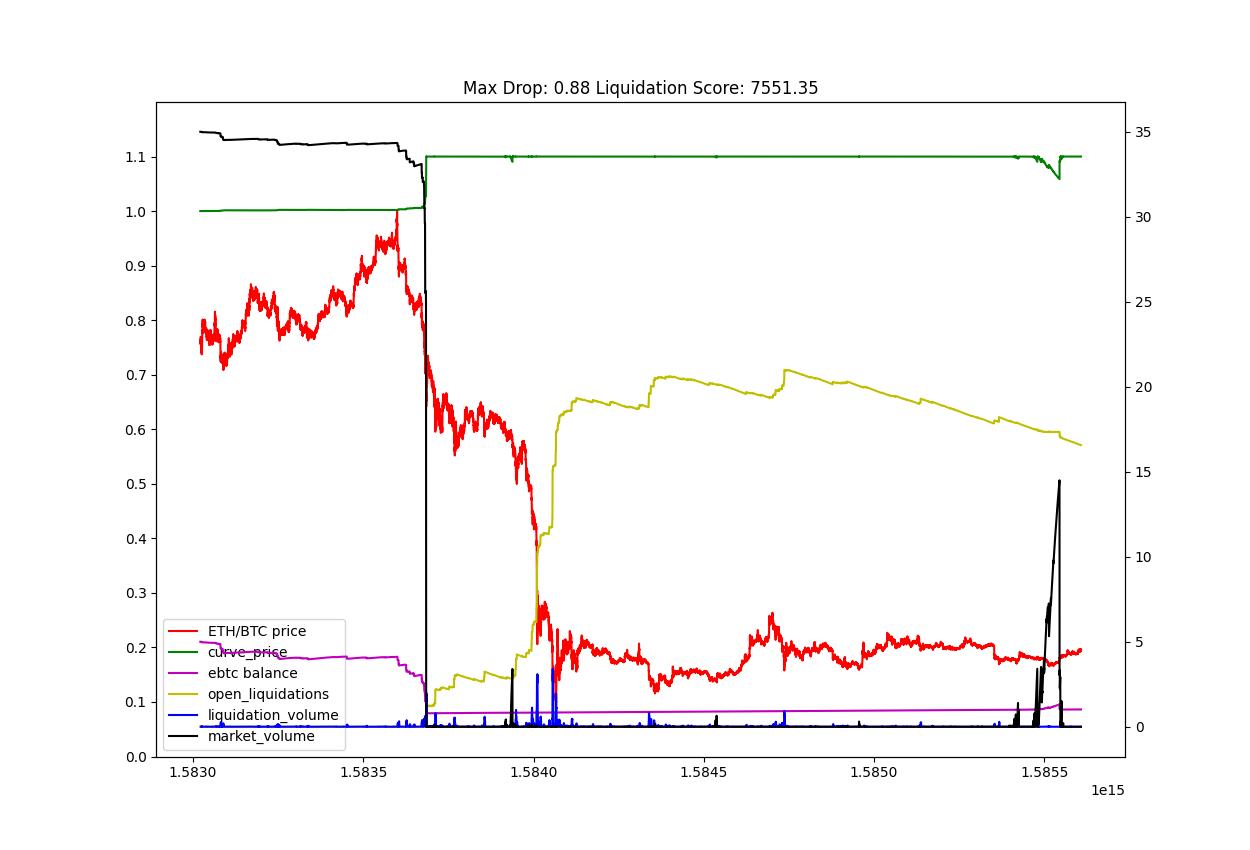 Max Drop: 0.88 Liquidation Score: 7551.35
1.1
1.0
0.9
0.8
0.7
0.6
0.5
0.4
0.3
0.2
0.1
0.0
35
30
25
20
15
10
5
0
ETH/BTC price
curve_price
ebtc balance
open_liquidations
liquidation_volume
market_volume
1.5830 1.5835 1.5840 1.5845 1.5850 1.5855
1e15